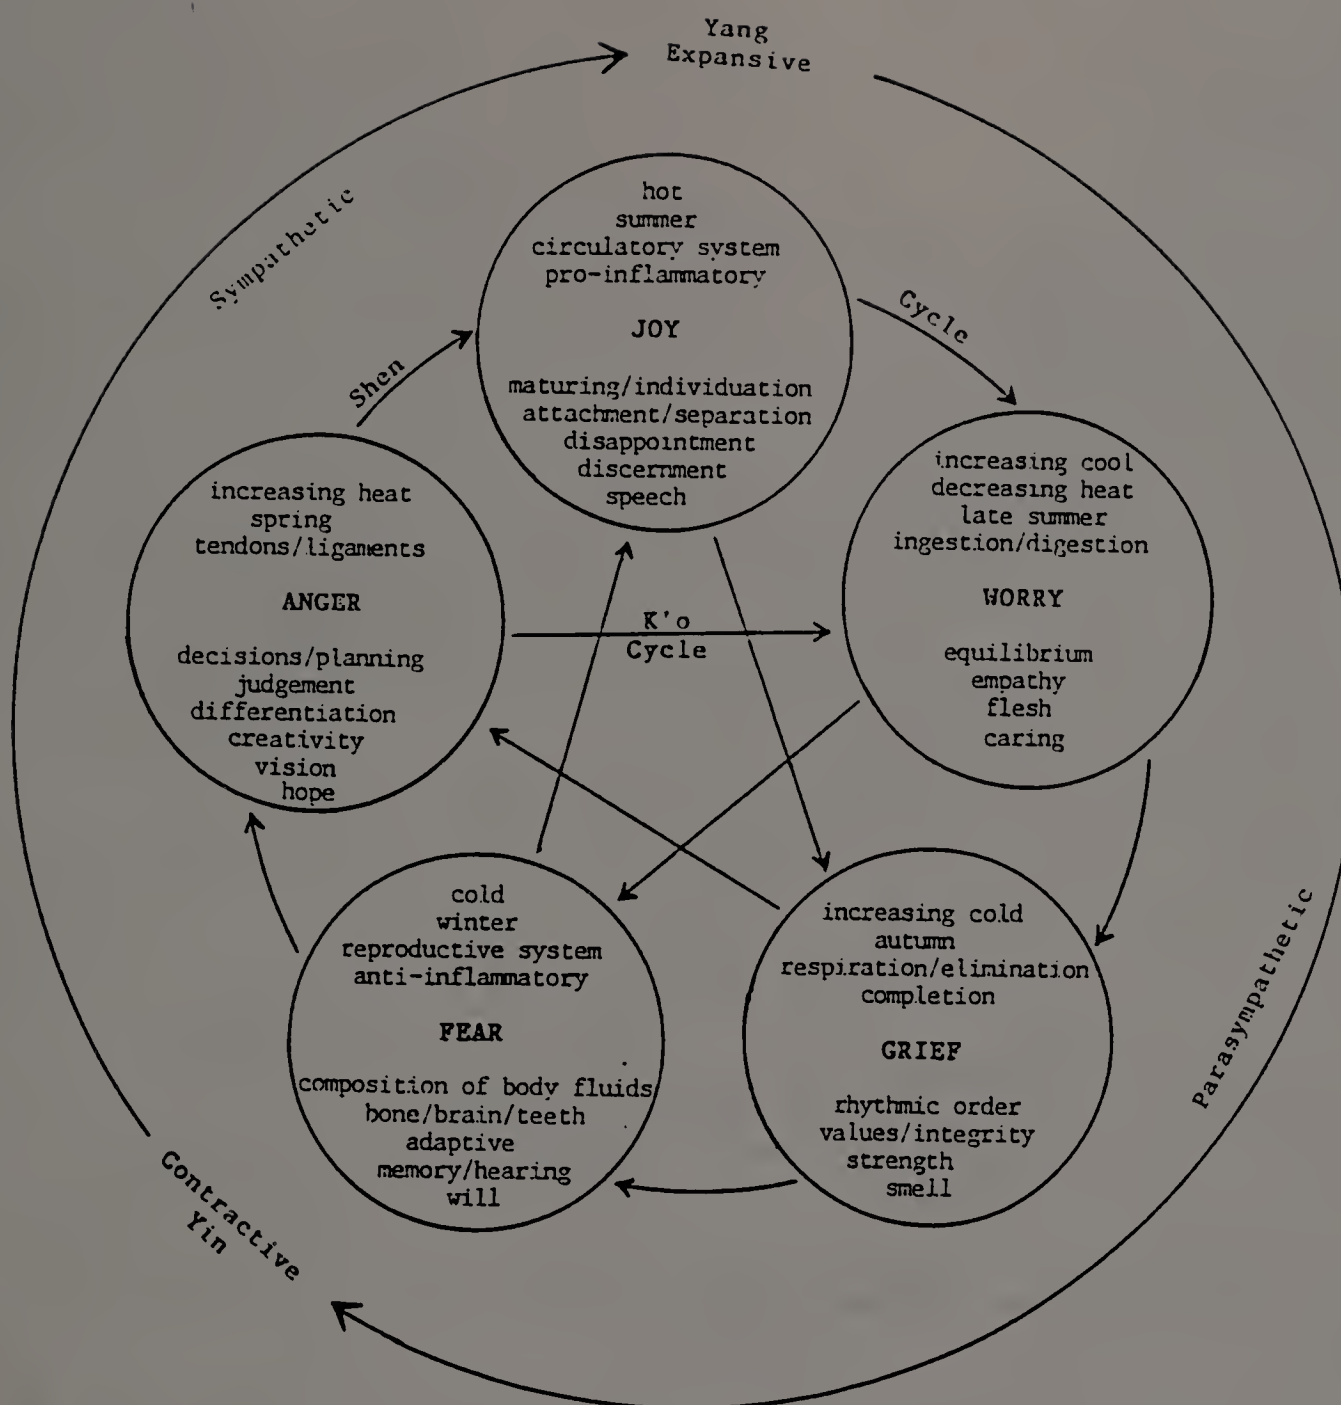 Yang
Expansive
Sympathetic
hot
summer
circulatory system
pro-inflammatory
JOY
maturing/individuation
attachment/separation
disappointment
discernment
speech
Shen
Cycle
increasing heat
spring
tendons/ligaments
ANGER
decisions/planning
judgement
differentiation
creativity
vision
hope
K'o
Cycle
increasing cool
decreasing heat
late summer
ingestion/digestion
WORRY
equilibrium
empathy
flesh
caring
cold
winter
reproductive system
anti-inflammatory
FEAR
composition of body fluids
bone/brain/teeth
adaptive
memory/hearing
will
increasing cold
autumn
respiration/elimination
completion
GRIEF
rhythmic order
values/integrity
strength
smell
Parasympathetic
Contractive
Yin